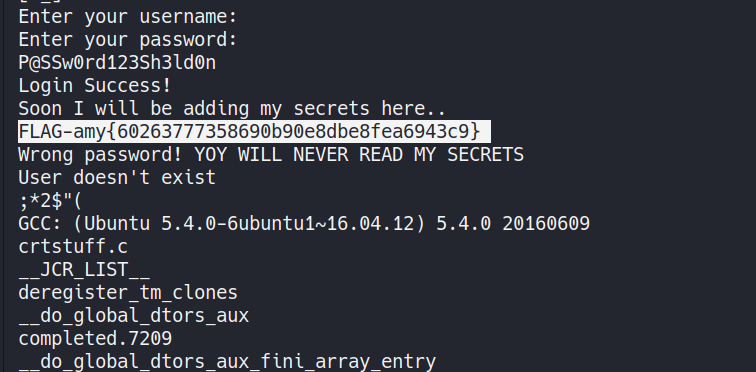 Enter your username:
Enter your password:
P@SSw0rd123Sh3ld0n
Login Success!
Soon I will be adding my secrets here..
FLAG-amy{60263777358690b90e8dbe8fea6943c9}
Wrong password! YOY WILL NEVER READ MY SECRETS
User doesn't exist
;*2$"(
GCC: (Ubuntu 5.4.0-6ubuntu1~16.04.12) 5.4.0 20160609
crtstuff.c
__JCR_LIST__
deregister_tm_clones
__do_global_dtors_aux
completed.7209
__do_global_dtors_aux_fini_array_entry